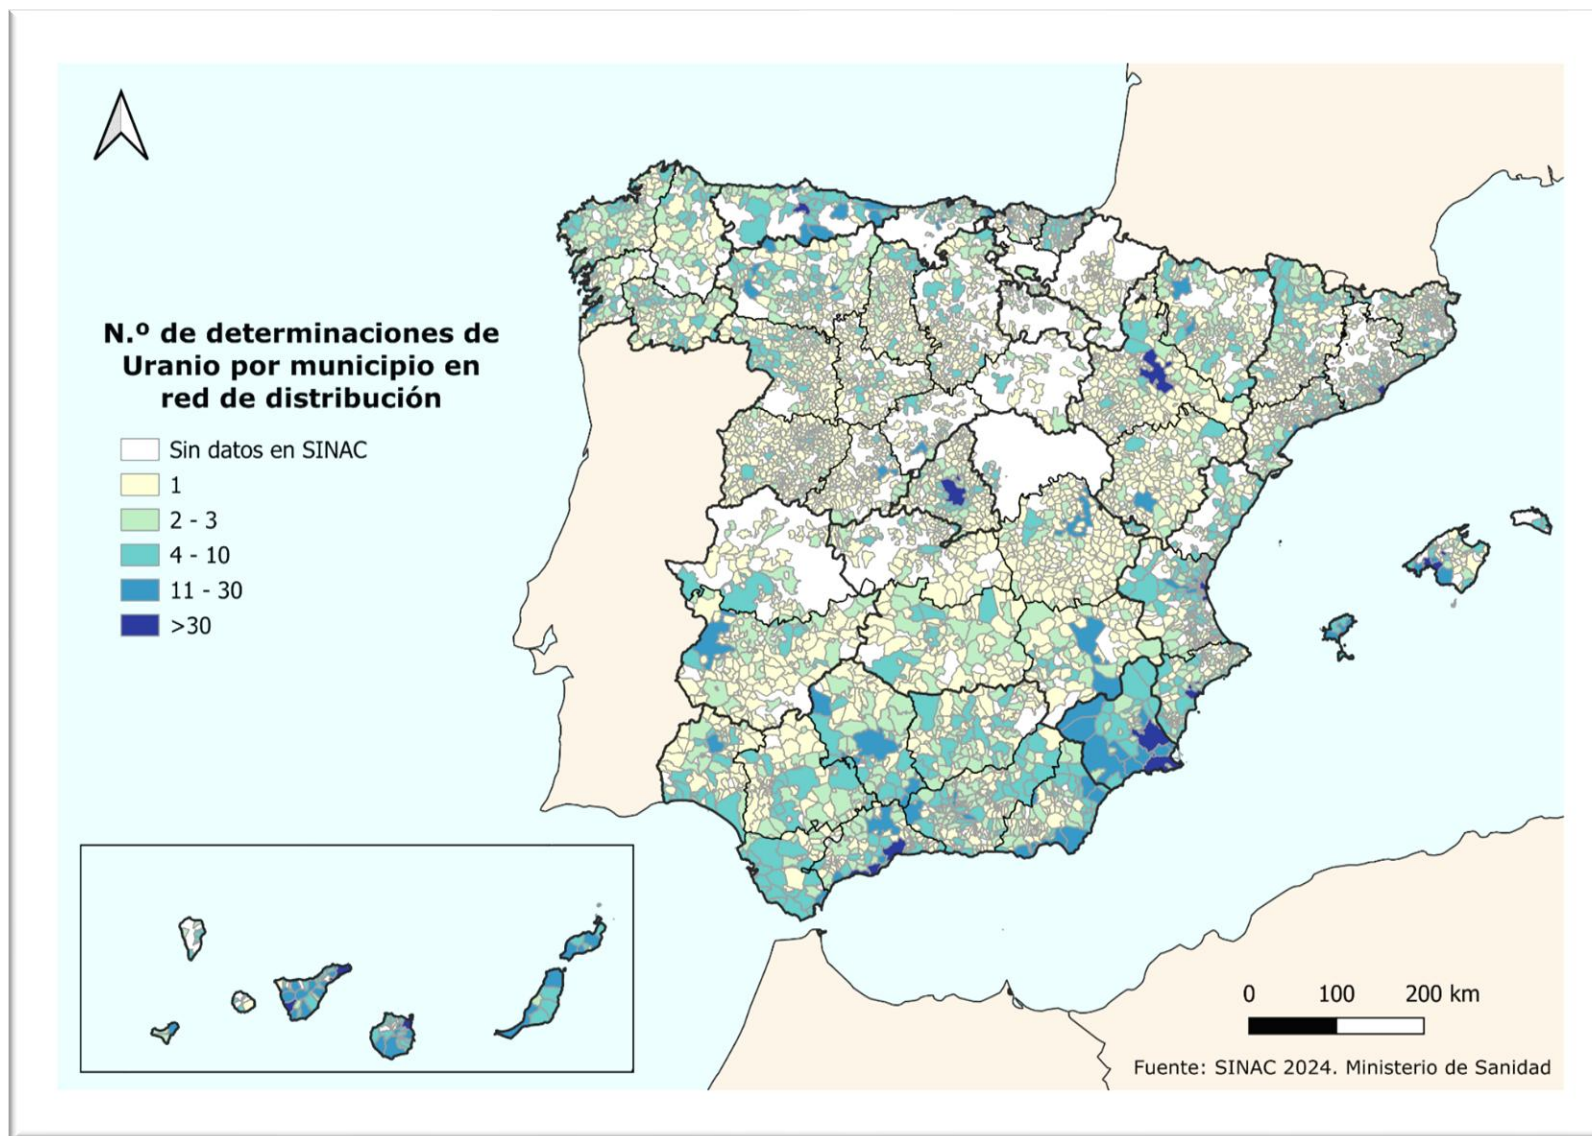 N.º de determinaciones de
Uranio por municipio en
red de distribución
Sin datos en SINAC
1
2 - 3
4 - 10
11 - 30
>30
0 100 200 km
Fuente: SINAC 2024. Ministerio de Sanidad